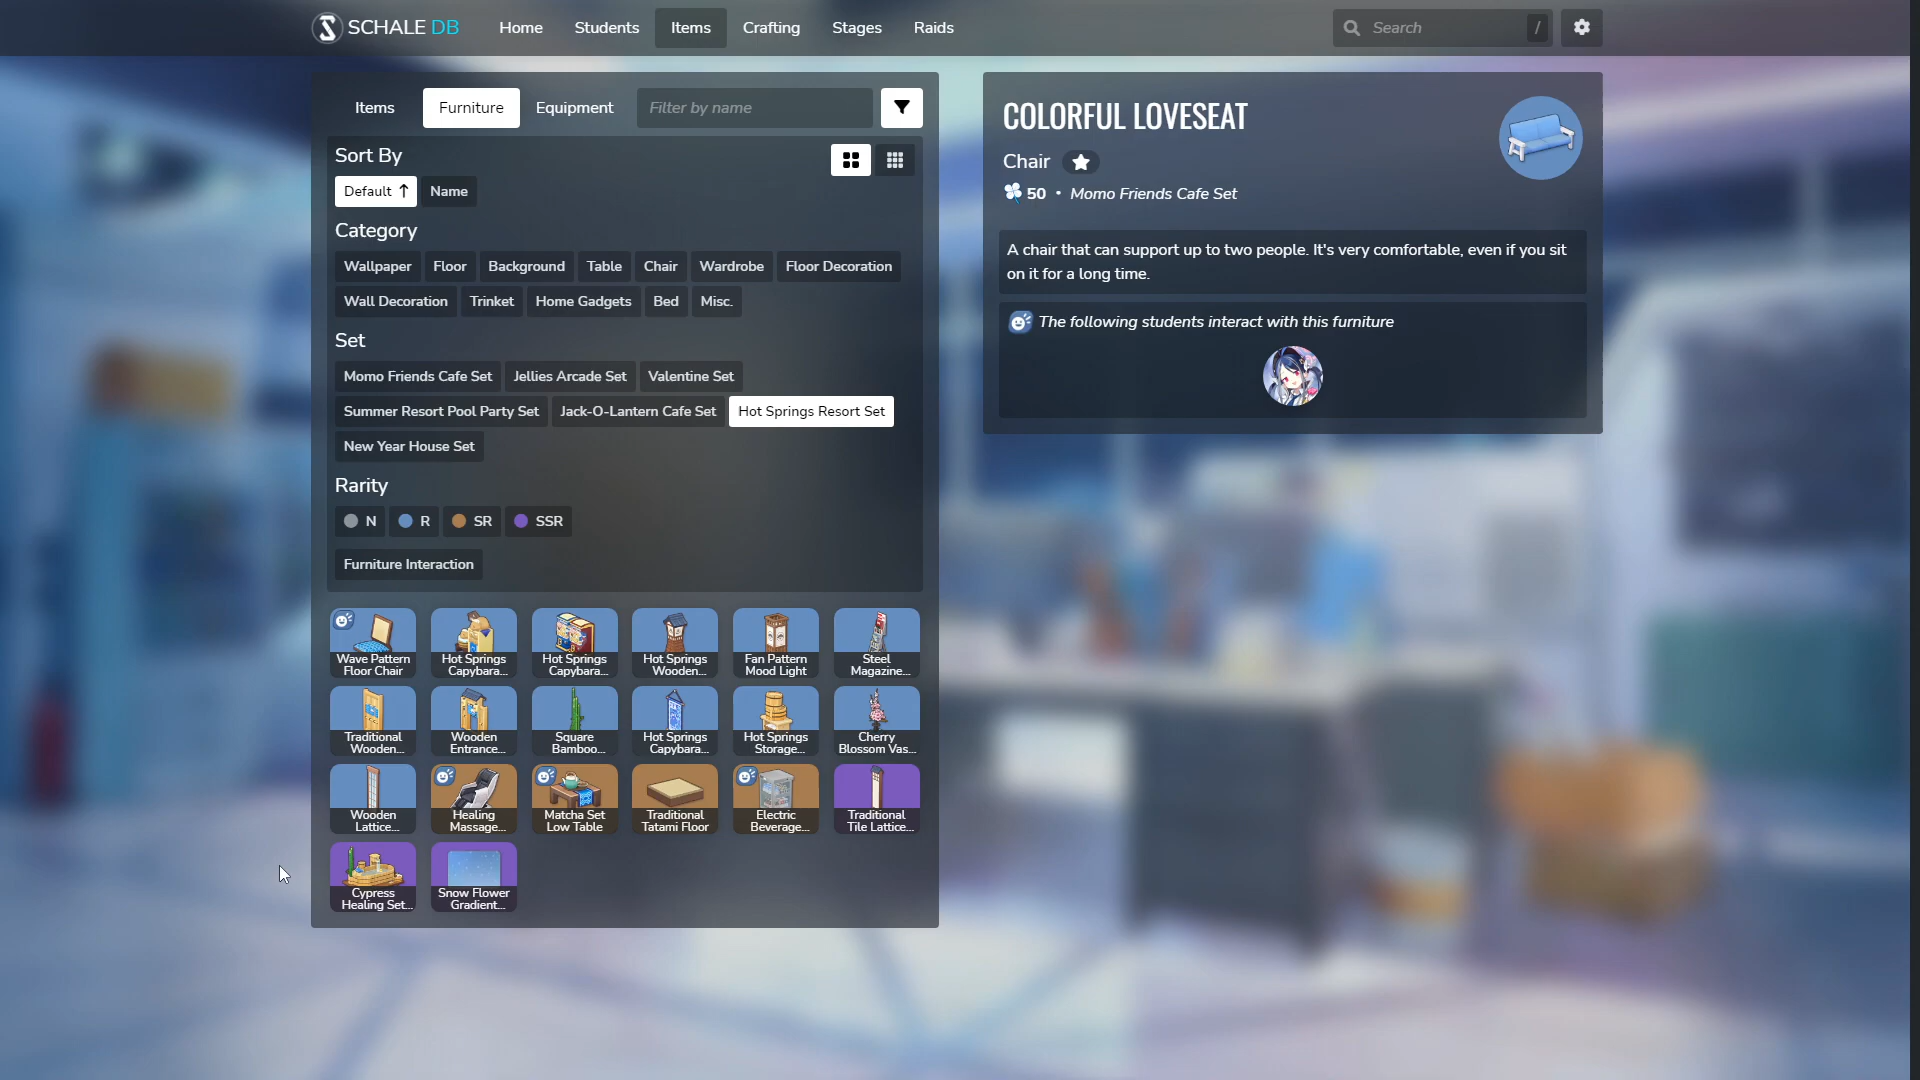 SCHALE DB
Home
Students
Items
Crafting
Stages
Raids
Search
/
Items
Furniture
Equipment
Filter by name
Sort By
Default ↑
Name
Category
Wallpaper
Floor
Background
Table
Chair
Wardrobe
Floor Decoration
Wall Decoration
Trinket
Home Gadgets
Bed
Misc.
Set
Momo Friends Cafe Set
Jellies Arcade Set
Valentine Set
Summer Resort Pool Party Set
Jack-O-Lantern Cafe Set
Hot Springs Resort Set
New Year House Set
Rarity
N
R
SR
SSR
Furniture Interaction
Wave Pattern
Floor Chair
Hot Springs
Capybara...
Hot Springs
Capybara...
Hot Springs
Wooden...
Fan Pattern
Mood Light
Steel
Magazine...
Traditional
Wooden...
Wooden
Entrance...
Square
Bamboo...
Hot Springs
Capybara...
Hot Springs
Storage...
Cherry
Blossom Vas...
Wooden
Lattice...
Healing
Massage...
Matcha Set
Low Table
Traditional
Tatami Floor
Electric
Beverage...
Traditional
Tile Lattice...
Cypress
Healing Set...
Snow Flower
Gradient...
COLORFUL LOVESEAT
Chair
50 • Momo Friends Cafe Set
A chair that can support up to two people. It's very comfortable, even if you sit
on it for a long time.
The following students interact with this furniture